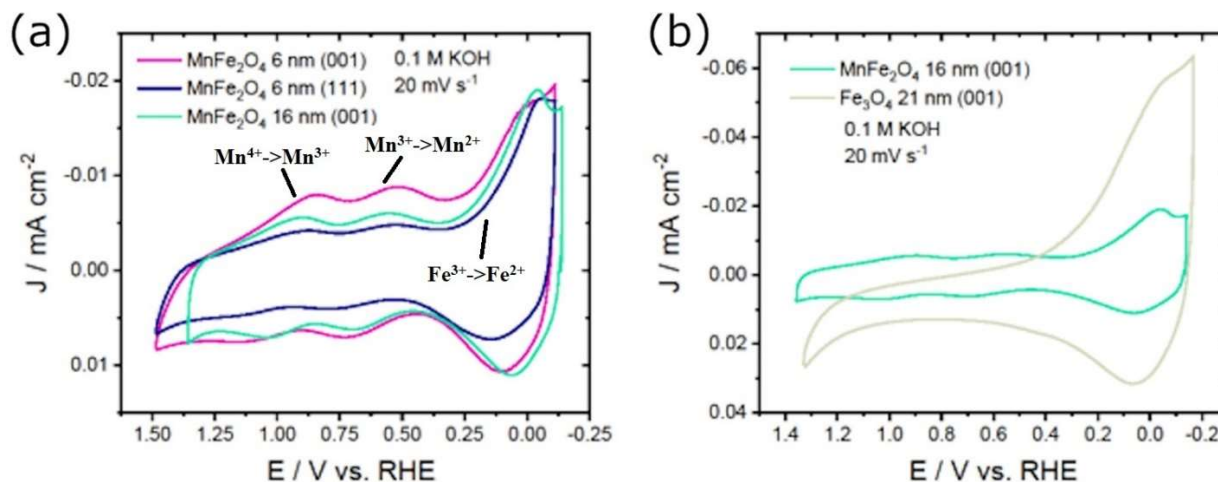 (a)
MnFe₂O₄ 6 nm (001)
MnFe₂O₄ 6 nm (111)
MnFe₂O₄ 16 nm (001)
0.1 M KOH
20 mV s⁻¹
Mn⁴⁺->Mn³⁺
Mn³⁺->Mn²⁺
Fe³⁺->Fe²⁺
-0.02
-0.01
0.00
0.01
J / mA cm⁻²
1.50 1.25 1.00 0.75 0.50 0.25 0.00 -0.25
E / V vs. RHE
(b)
MnFe₂O₄ 16 nm (001)
Fe₃O₄ 21 nm (001)
0.1 M KOH
20 mV s⁻¹
-0.06
-0.04
-0.02
0.00
0.02
0.04
J / mA cm⁻²
1.4 1.2 1.0 0.8 0.6 0.4 0.2 0.0 -0.2
E / V vs. RHE